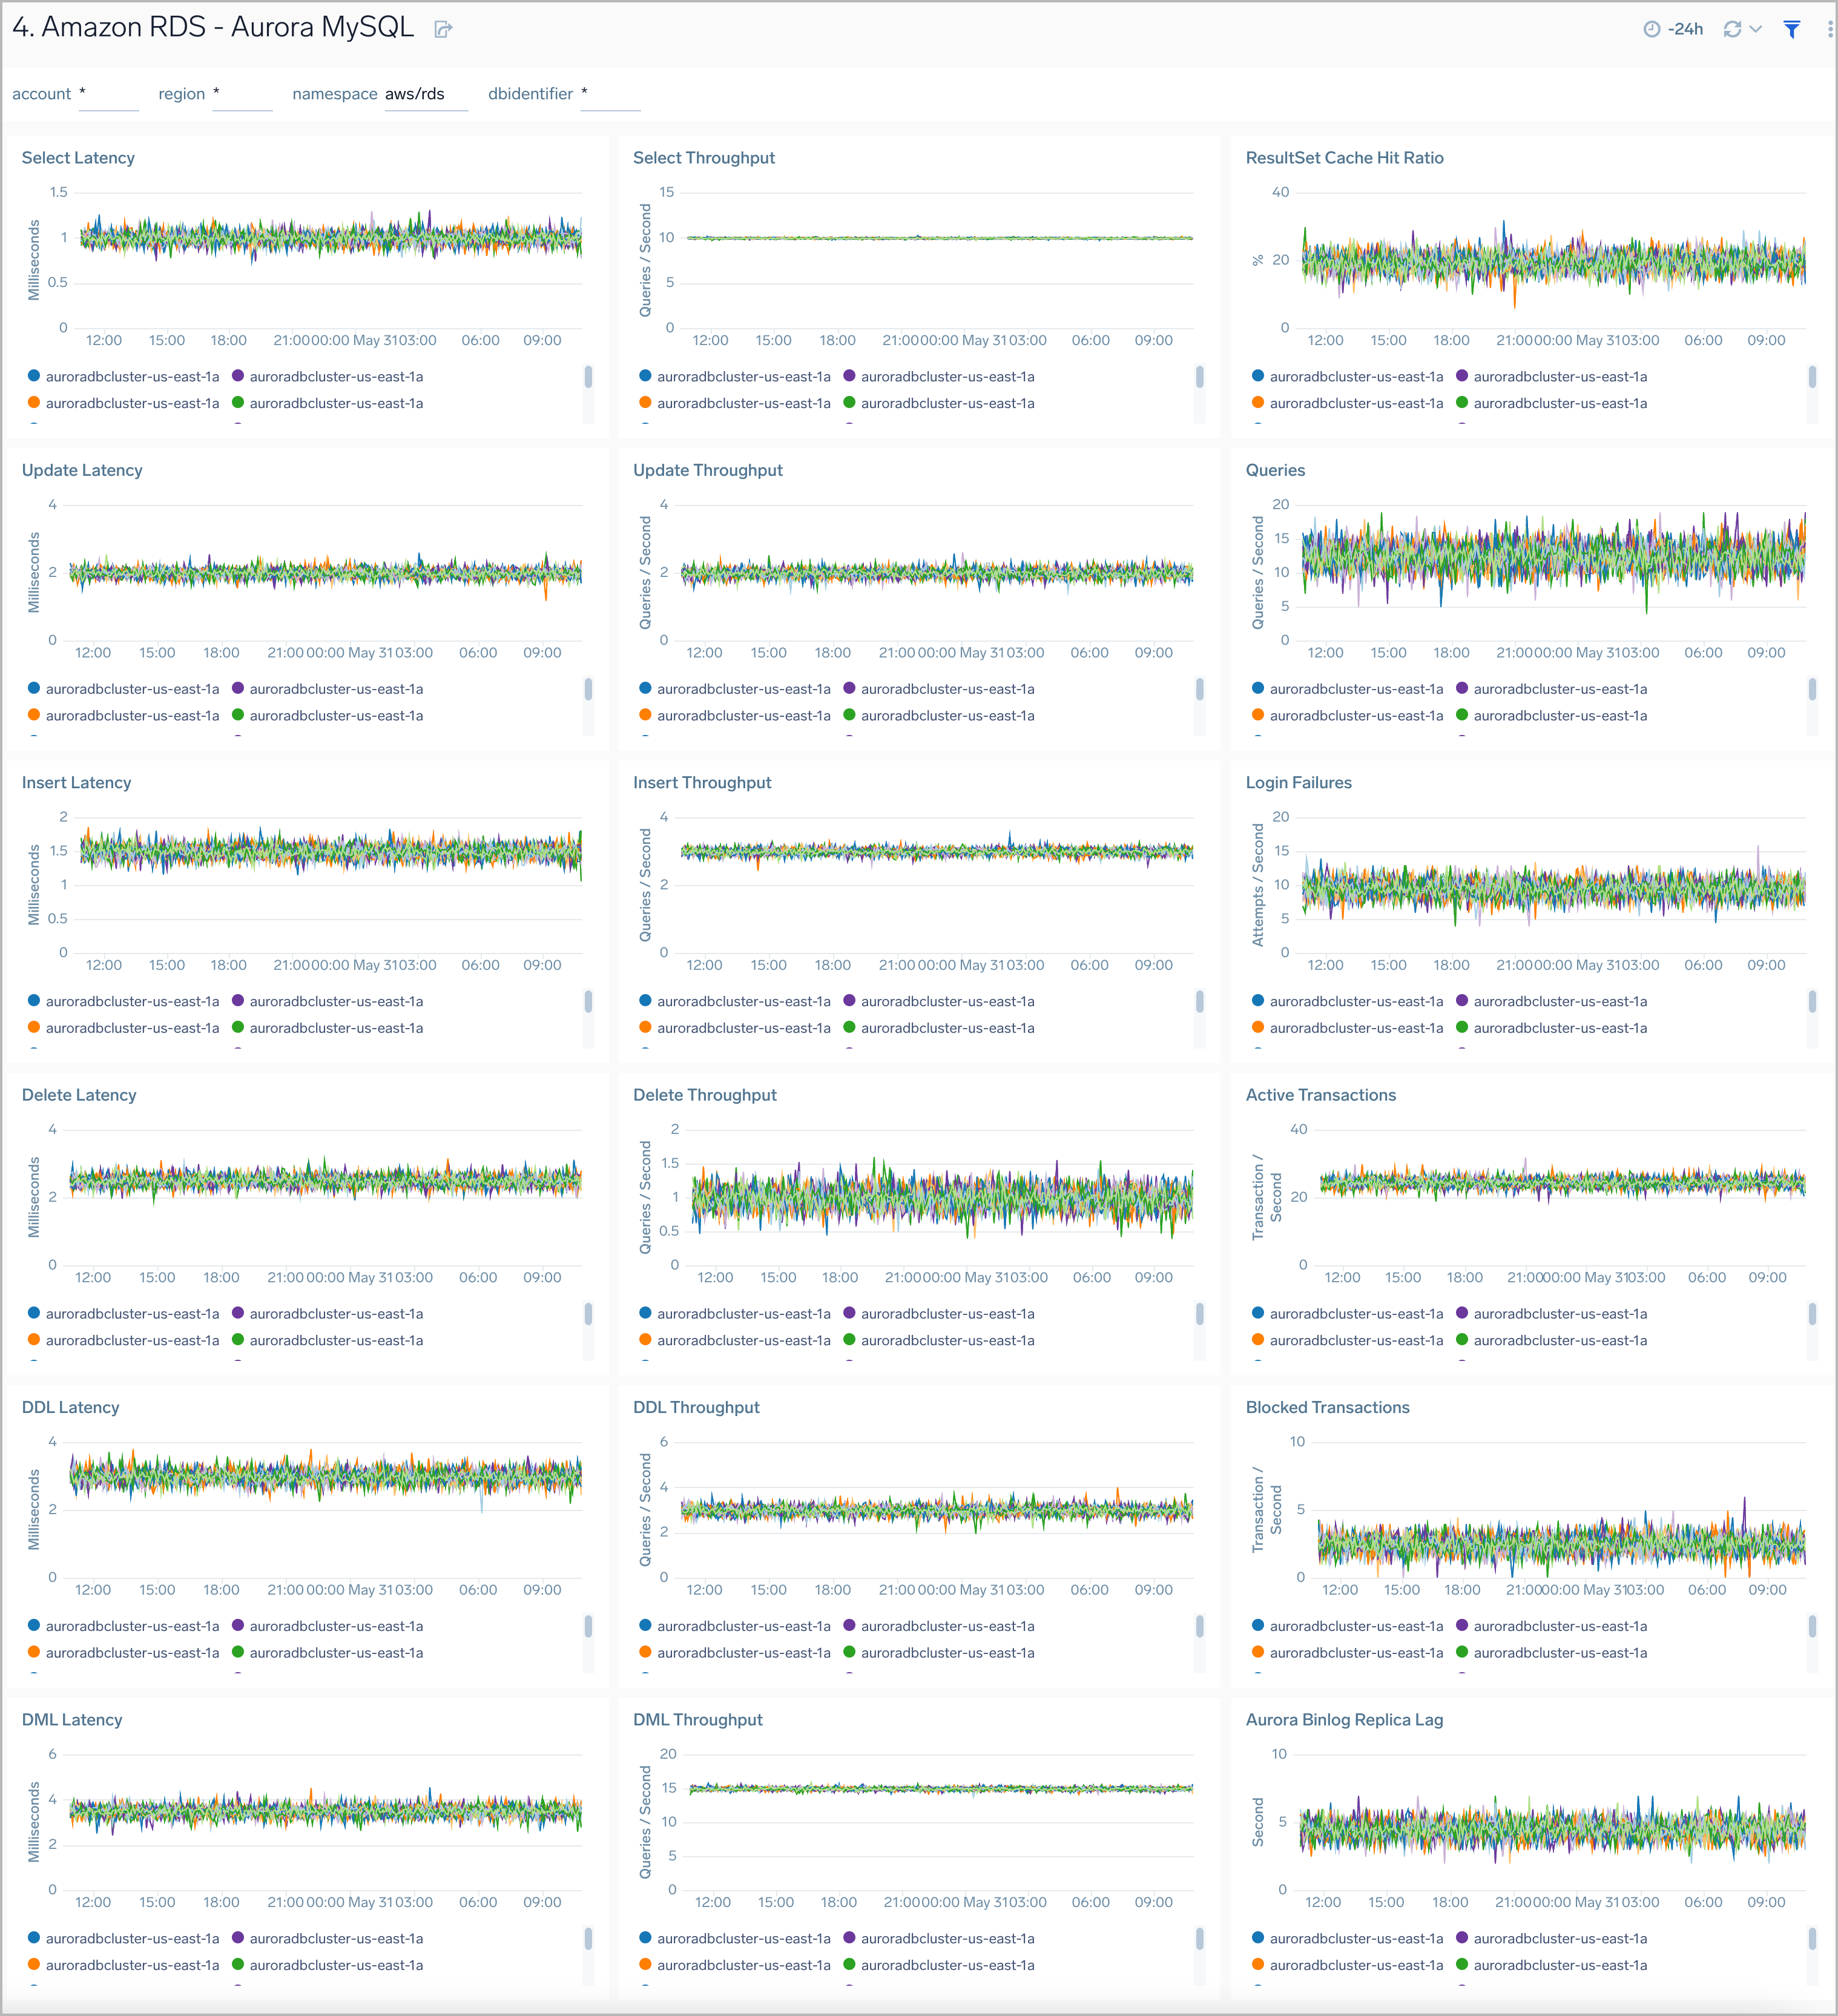 4. Amazon RDS - Aurora MySQL
-24h
account * region * namespace aws/rds dbidentifier *
Select Latency
Milliseconds
1.5
1
0.5
0
12:00 15:00 18:00 21:00 00:00 May 31 03:00 06:00 09:00
auroradbcluster-us-east-1a auroradbcluster-us-east-1a
auroradbcluster-us-east-1a auroradbcluster-us-east-1a
Select Throughput
Queries / Second
15
10
5
0
12:00 15:00 18:00 21:00 00:00 May 31 03:00 06:00 09:00
auroradbcluster-us-east-1a auroradbcluster-us-east-1a
auroradbcluster-us-east-1a auroradbcluster-us-east-1a
ResultSet Cache Hit Ratio
%
40
20
0
12:00 15:00 18:00 21:00 00:00 May 31 03:00 06:00 09:00
auroradbcluster-us-east-1a auroradbcluster-us-east-1a
auroradbcluster-us-east-1a auroradbcluster-us-east-1a
Update Latency
Milliseconds
4
2
0
12:00 15:00 18:00 21:00 00:00 May 31 03:00 06:00 09:00
auroradbcluster-us-east-1a auroradbcluster-us-east-1a
auroradbcluster-us-east-1a auroradbcluster-us-east-1a
Update Throughput
Queries / Second
4
2
0
12:00 15:00 18:00 21:00 00:00 May 31 03:00 06:00 09:00
auroradbcluster-us-east-1a auroradbcluster-us-east-1a
auroradbcluster-us-east-1a auroradbcluster-us-east-1a
Queries
Queries / Second
20
15
10
5
0
12:00 15:00 18:00 21:00 00:00 May 31 03:00 06:00 09:00
auroradbcluster-us-east-1a auroradbcluster-us-east-1a
auroradbcluster-us-east-1a auroradbcluster-us-east-1a
Insert Latency
Milliseconds
2
1.5
1
0.5
0
12:00 15:00 18:00 21:00 00:00 May 31 03:00 06:00 09:00
auroradbcluster-us-east-1a auroradbcluster-us-east-1a
auroradbcluster-us-east-1a auroradbcluster-us-east-1a
Insert Throughput
Queries / Second
4
2
0
12:00 15:00 18:00 21:00 00:00 May 31 03:00 06:00 09:00
auroradbcluster-us-east-1a auroradbcluster-us-east-1a
auroradbcluster-us-east-1a auroradbcluster-us-east-1a
Login Failures
Attempts / Second
20
15
10
5
0
12:00 15:00 18:00 21:00 00:00 May 31 03:00 06:00 09:00
auroradbcluster-us-east-1a auroradbcluster-us-east-1a
auroradbcluster-us-east-1a auroradbcluster-us-east-1a
Delete Latency
Milliseconds
4
2
0
12:00 15:00 18:00 21:00 00:00 May 31 03:00 06:00 09:00
auroradbcluster-us-east-1a auroradbcluster-us-east-1a
auroradbcluster-us-east-1a auroradbcluster-us-east-1a
Delete Throughput
Queries / Second
2
1.5
1
0.5
0
12:00 15:00 18:00 21:00 00:00 May 31 03:00 06:00 09:00
auroradbcluster-us-east-1a auroradbcluster-us-east-1a
auroradbcluster-us-east-1a auroradbcluster-us-east-1a
Active Transactions
Transaction /
Second
40
20
0
12:00 15:00 18:00 21:00 00:00 May 31 03:00 06:00 09:00
auroradbcluster-us-east-1a auroradbcluster-us-east-1a
auroradbcluster-us-east-1a auroradbcluster-us-east-1a
DDL Latency
Milliseconds
4
2
0
12:00 15:00 18:00 21:00 00:00 May 31 03:00 06:00 09:00
auroradbcluster-us-east-1a auroradbcluster-us-east-1a
auroradbcluster-us-east-1a auroradbcluster-us-east-1a
DDL Throughput
Queries / Second
6
4
2
0
12:00 15:00 18:00 21:00 00:00 May 31 03:00 06:00 09:00
auroradbcluster-us-east-1a auroradbcluster-us-east-1a
auroradbcluster-us-east-1a auroradbcluster-us-east-1a
Blocked Transactions
Transaction /
Second
10
5
0
12:00 15:00 18:00 21:00 00:00 May 31 03:00 06:00 09:00
auroradbcluster-us-east-1a auroradbcluster-us-east-1a
auroradbcluster-us-east-1a auroradbcluster-us-east-1a
DML Latency
Milliseconds
6
4
2
0
12:00 15:00 18:00 21:00 00:00 May 31 03:00 06:00 09:00
auroradbcluster-us-east-1a auroradbcluster-us-east-1a
auroradbcluster-us-east-1a auroradbcluster-us-east-1a
DML Throughput
Queries / Second
20
15
10
5
0
12:00 15:00 18:00 21:00 00:00 May 31 03:00 06:00 09:00
auroradbcluster-us-east-1a auroradbcluster-us-east-1a
auroradbcluster-us-east-1a auroradbcluster-us-east-1a
Aurora Binlog Replica Lag
Second
10
5
0
12:00 15:00 18:00 21:00 00:00 May 31 03:00 06:00 09:00
auroradbcluster-us-east-1a auroradbcluster-us-east-1a
auroradbcluster-us-east-1a auroradbcluster-us-east-1a